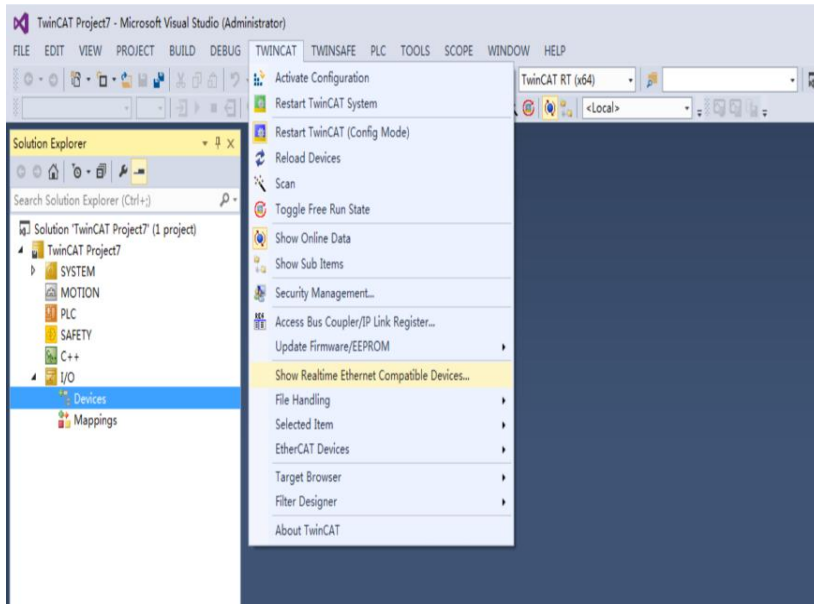 TwinCAT Project7 - Microsoft Visual Studio (Administrator)
FILE EDIT VIEW PROJECT BUILD DEBUG TWINCAT TWINSAFE PLC TOOLS SCOPE WINDOW HELP
TwinCAT RT (x64)
<Local>
Solution Explorer
Search Solution Explorer (Ctrl+;)
Solution 'TwinCAT Project7' (1 project)
TwinCAT Project7
SYSTEM
MOTION
PLC
SAFETY
C++
I/O
Devices
Mappings
Activate Configuration
Restart TwinCAT System
Restart TwinCAT (Config Mode)
Reload Devices
Scan
Toggle Free Run State
Show Online Data
Show Sub Items
Security Management...
Access Bus Coupler/IP Link Register...
Update Firmware/EEPROM
Show Realtime Ethernet Compatible Devices...
File Handling
Selected Item
EtherCAT Devices
Target Browser
Filter Designer
About TwinCAT